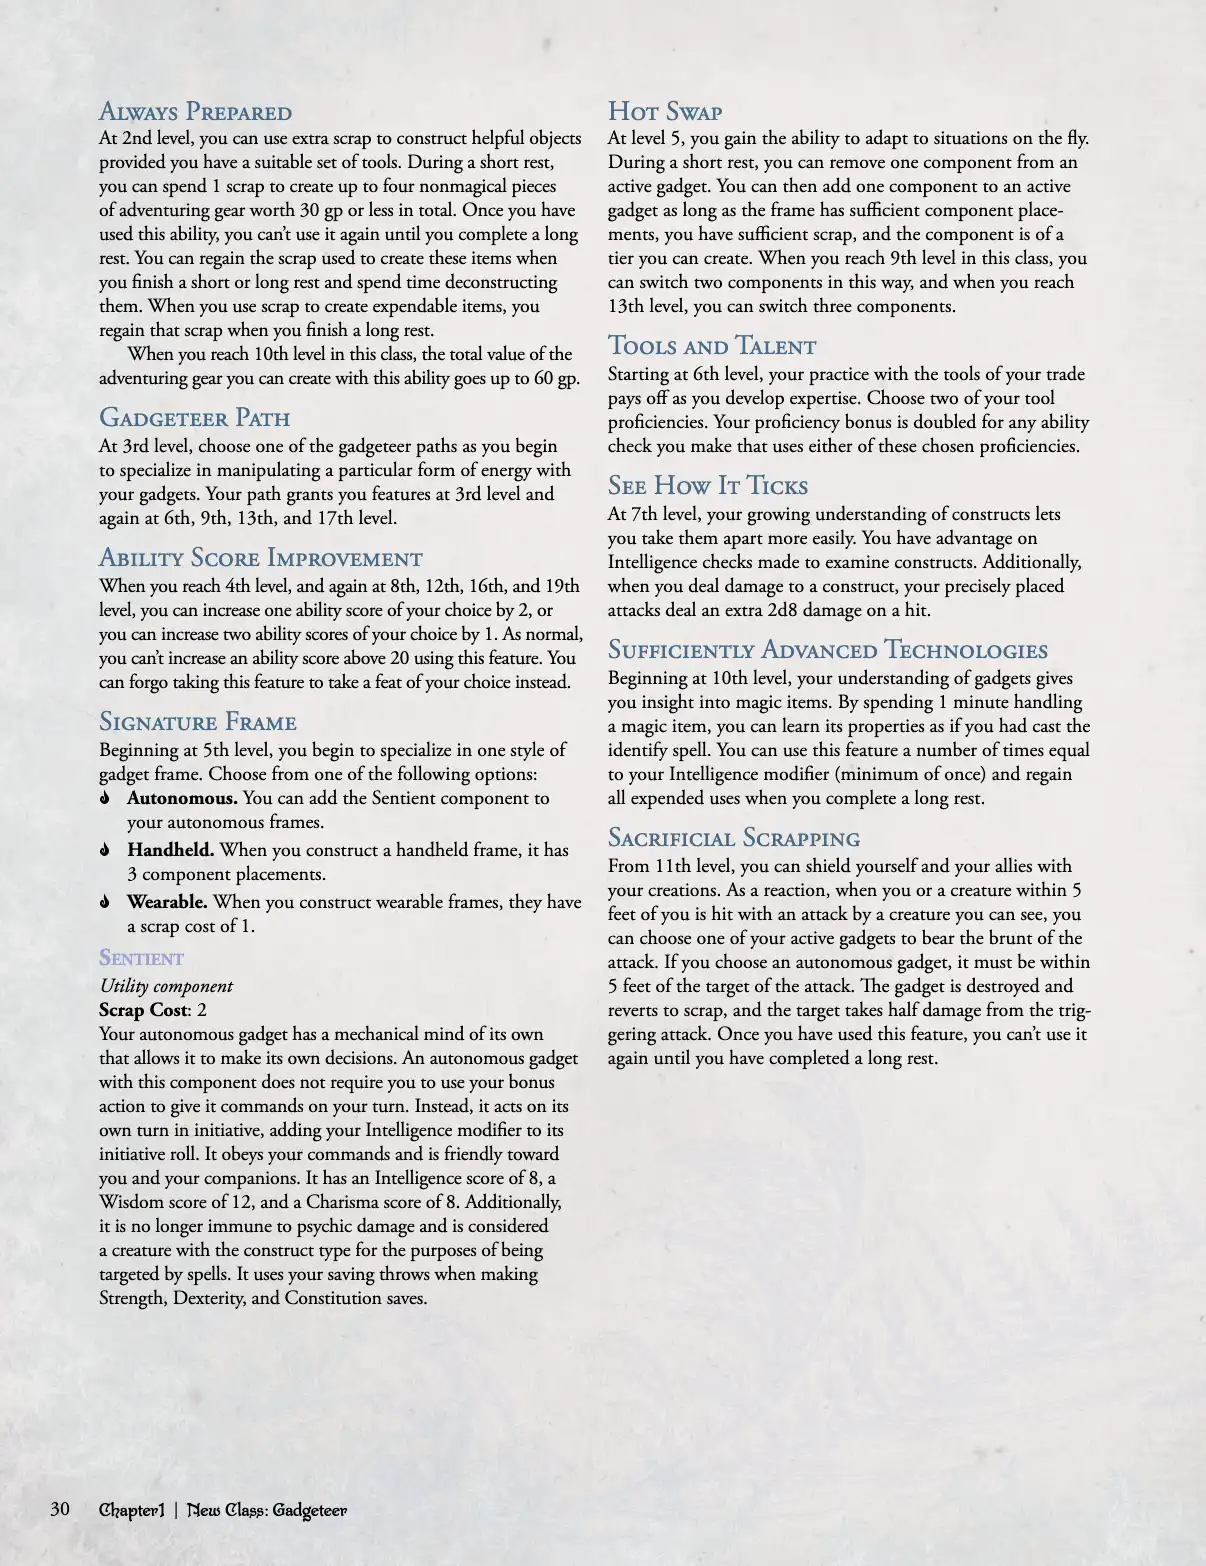 Always Prepared
At 2nd level, you can use extra scrap to construct helpful objects
provided you have a suitable set of tools. During a short rest,
you can spend 1 scrap to create up to four nonmagical pieces
of adventuring gear worth 30 gp or less in total. Once you have
used this ability, you can't use it again until you complete a long
rest. You can regain the scrap used to create these items when
you finish a short or long rest and spend time deconstructing
them. When you use scrap to create expendable items, you
regain that scrap when you finish a long rest.
When you reach 10th level in this class, the total value of the
adventuring gear you can create with this ability goes up to 60 gp.
Gadgeteer Path
At 3rd level, choose one of the gadgeteer paths as you begin
to specialize in manipulating a particular form of energy with
your gadgets. Your path grants you features at 3rd level and
again at 6th, 9th, 13th, and 17th level.
Ability Score Improvement
When you reach 4th level, and again at 8th, 12th, 16th, and 19th
level, you can increase one ability score of your choice by 2, or
you can increase two ability scores of your choice by 1. As normal,
you can't increase an ability score above 20 using this feature. You
can forgo taking this feature to take a feat of your choice instead.
Signature Frame
Beginning at 5th level, you begin to specialize in one style of
gadget frame. Choose from one of the following options:
Autonomous. You can add the Sentient component to
your autonomous frames.
Handheld. When you construct a handheld frame, it has
3 component placements.
Wearable. When you construct wearable frames, they have
a scrap cost of 1.
Sentient
Utility component
Scrap Cost: 2
Your autonomous gadget has a mechanical mind of its own
that allows it to make its own decisions. An autonomous gadget
with this component does not require you to use your bonus
action to give it commands on your turn. Instead, it acts on its
own turn in initiative, adding your Intelligence modifier to its
initiative roll. It obeys your commands and is friendly toward
you and your companions. It has an Intelligence score of 8, a
Wisdom score of 12, and a Charisma score of 8. Additionally,
it is no longer immune to psychic damage and is considered
a creature with the construct type for the purposes of being
targeted by spells. It uses your saving throws when making
Strength, Dexterity, and Constitution saves.
Hot Swap
At level 5, you gain the ability to adapt to situations on the fly.
During a short rest, you can remove one component from an
active gadget. You can then add one component to an active
gadget as long as the frame has sufficient component place-
ments, you have sufficient scrap, and the component is of a
tier you can create. When you reach 9th level in this class, you
can switch two components in this way, and when you reach
13th level, you can switch three components.
Tools and Talent
Starting at 6th level, your practice with the tools of your trade
pays off as you develop expertise. Choose two of your tool
proficiencies. Your proficiency bonus is doubled for any ability
check you make that uses either of these chosen proficiencies.
See How It Ticks
At 7th level, your growing understanding of constructs lets
you take them apart more easily. You have advantage on
Intelligence checks made to examine constructs. Additionally,
when you deal damage to a construct, your precisely placed
attacks deal an extra 2d8 damage on a hit.
Sufficiently Advanced Technologies
Beginning at 10th level, your understanding of gadgets gives
you insight into magic items. By spending 1 minute handling
a magic item, you can learn its properties as if you had cast the
identify spell. You can use this feature a number of times equal
to your Intelligence modifier (minimum of once) and regain
all expended uses when you complete a long rest.
Sacrificial Scrapping
From 11th level, you can shield yourself and your allies with
your creations. As a reaction, when you or a creature within 5
feet of you is hit with an attack by a creature you can see, you
can choose one of your active gadgets to bear the brunt of the
attack. If you choose an autonomous gadget, it must be within
5 feet of the target of the attack. The gadget is destroyed and
reverts to scrap, and the target takes half damage from the trig-
gering attack. Once you have used this feature, you can't use it
again until you have completed a long rest.
30 Chapter1 | New Class: Gadgeteer